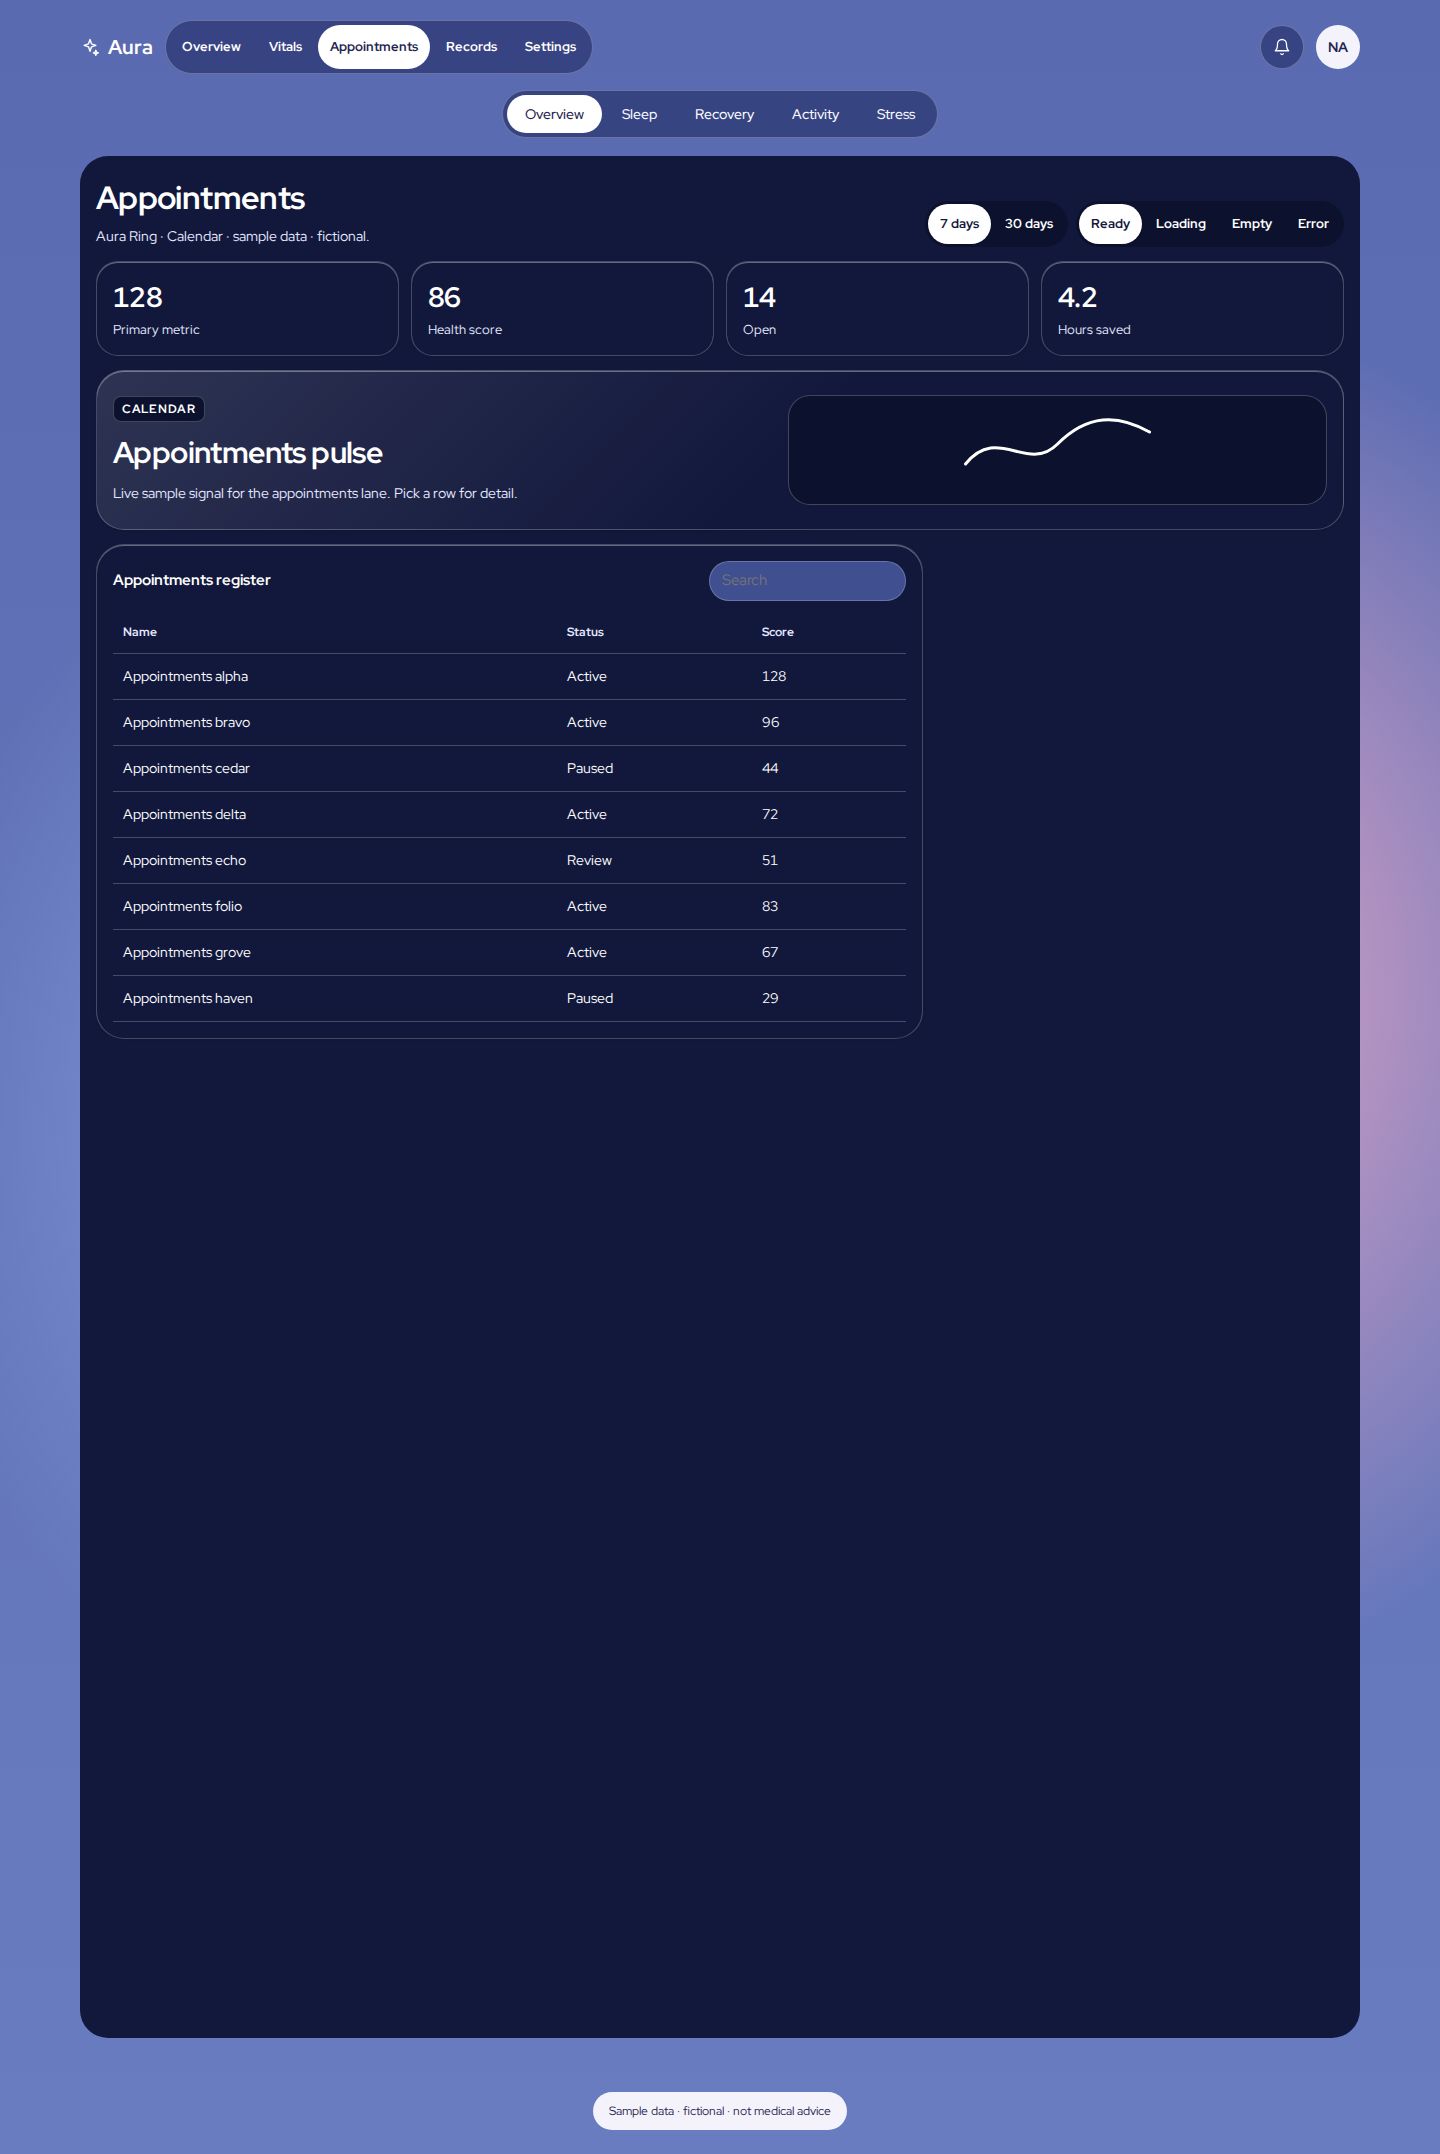 Aura
Overview Vitals Appointments Records Settings
NA
Overview Sleep Recovery Activity Stress
Appointments
Aura Ring · Calendar · sample data · fictional.
7 days 30 days Ready Loading Empty Error
128
Primary metric
86
Health score
14
Open
4.2
Hours saved
CALENDAR
Appointments pulse
Live sample signal for the appointments lane. Pick a row for detail.
Appointments register
Search
Name Status Score
Appointments alpha Active 128
Appointments bravo Active 96
Appointments cedar Paused 44
Appointments delta Active 72
Appointments echo Review 51
Appointments folio Active 83
Appointments grove Active 67
Appointments haven Paused 29
Sample data · fictional · not medical advice